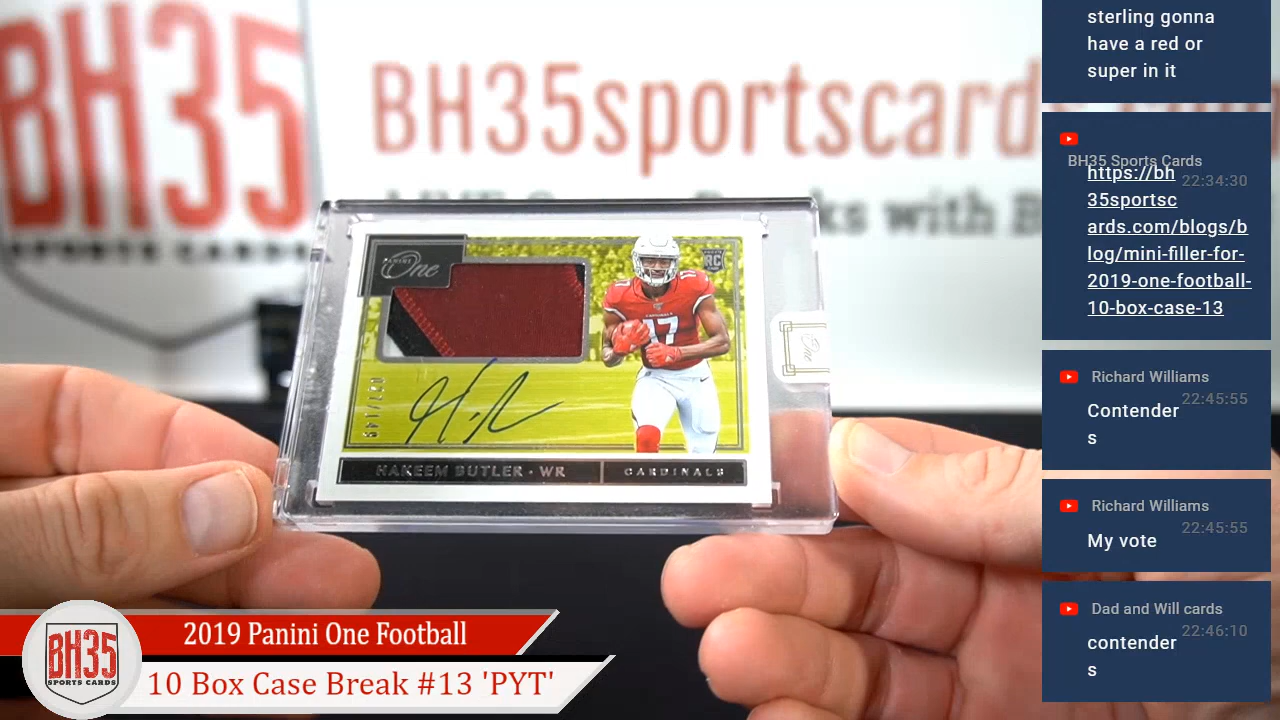 BH35
SPORTS CARDS
BH35sportscards
ks with B
PANINI
One
RC
17
One
HAKEEM BUTLER - WR
CARDINALS
2019 Panini One Football
10 Box Case Break #13 'PYT'
BH35
SPORTS CARDS
sterling gonna
have a red or
super in it
BH35 Sports Cards
22:34:30
https://bh
35sportsc
ards.com/blogs/b
log/mini-filler-for-
2019-one-football-
10-box-case-13
Richard Williams
22:45:55
Contender
s
Richard Williams
22:45:55
My vote
Dad and Will cards
22:46:10
contender
s